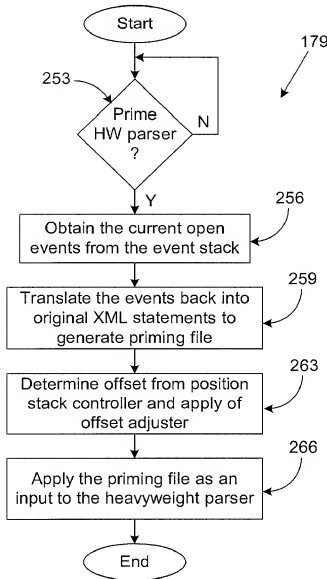 Start
179
253
Prime
HW parser
?
N
Y
256
Obtain the current open
events from the event stack
259
Translate the events back into
original XML statements to
generate priming file
263
Determine offset from position
stack controller and apply of
offset adjuster
266
Apply the priming file as an
input to the heavyweight parser
End